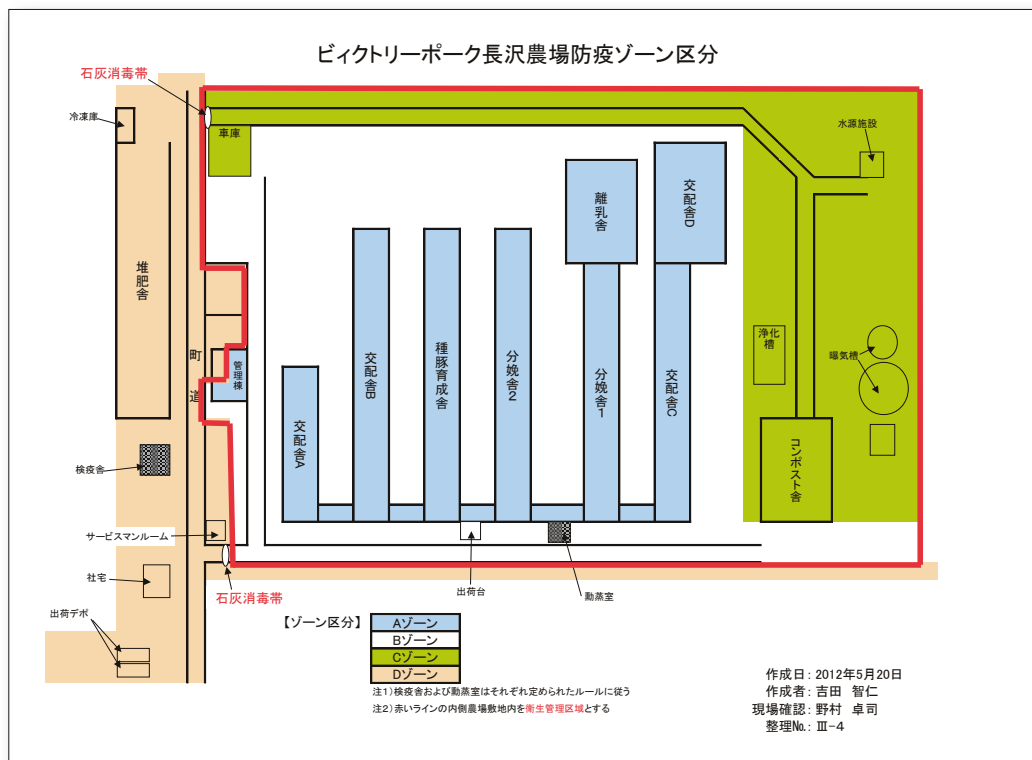 ビィクトリーポーク長沢農場防疫ゾーン区分
石灰消毒帯
冷凍庫
車庫
水源施設
離乳舎
交配舎D
堆肥舎
町道
管理棟
浄化槽
曝気槽
交配舎A
交配舎B
種豚育成舎
分娩舎2
分娩舎1
交配舎C
コンポスト舎
検疫舎
サービスマンルーム
社宅
石灰消毒帯
出荷台
動蒸室
出荷デポ
【ゾーン区分】
Aゾーン
Bゾーン
Cゾーン
Dゾーン
注1)検疫舎および動蒸室はそれぞれ定められたルールに従う
注2)赤いラインの内側農場敷地内を衛生管理区域とする
作成日:2012年5月20日
作成者:吉田 智仁
現場確認:野村 卓司
整理No.:Ⅲ-4